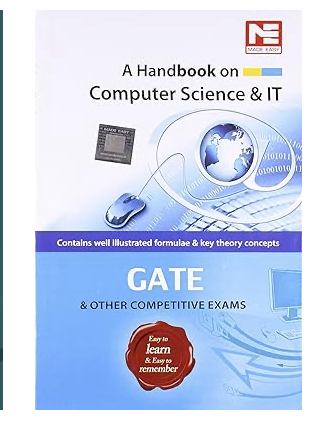 MADE EASY
A Handbook on
Computer Science & IT
MADE EASY
Contains well illustrated formulae & key theory concepts
GATE
& OTHER COMPETITIVE EXAMS
Easy to
learn
& Easy to
remember